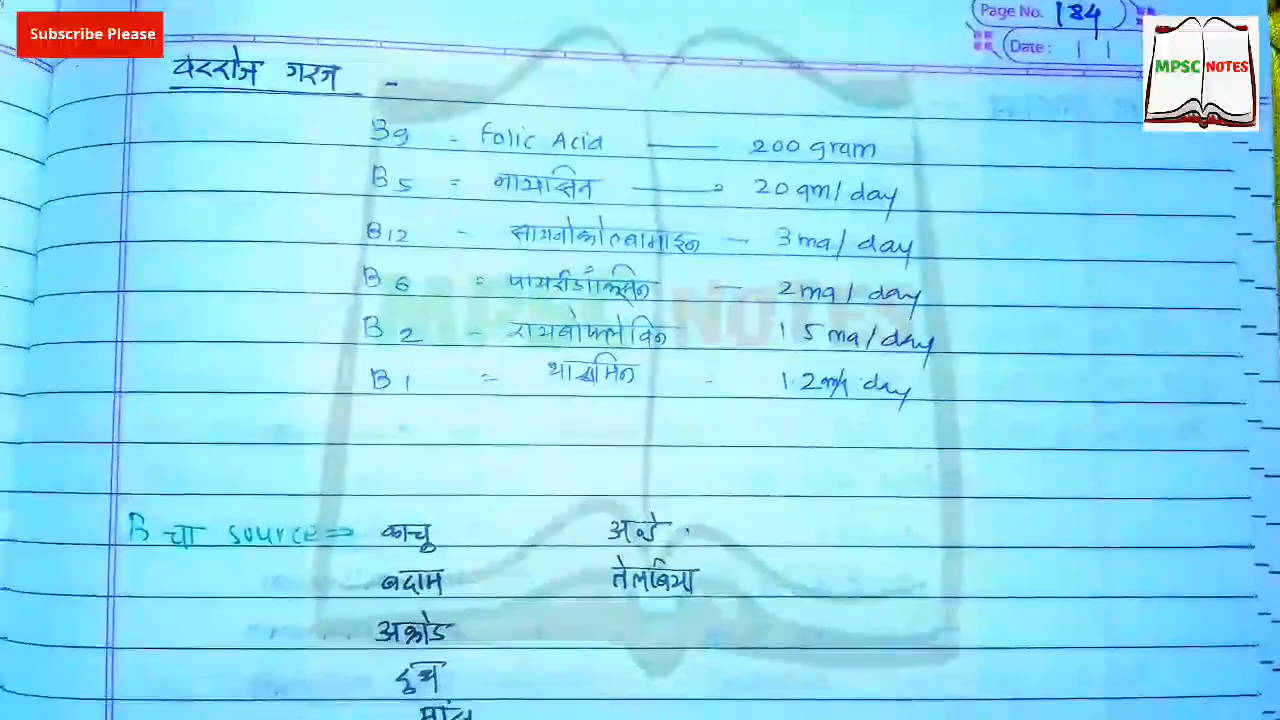 Subscribe Please
Page No. 184
Date:
MPSC NOTES
दररोज गरज -
B9 - Folic Acid — 200 gram
B5 = नायासिन — 20 gm/day
B12 - सायनोकोलबामाइन - 3 mg/day
B6 = पायरीडॉक्सिन - 2 mg/day
B2 - रायबोफ्लेविन 1 5 mg/day
B1 = थायमिन - 1.2 mg/day
B चा source ⇒ काजू अन्डे
बदाम तेलबिया
अक्रोड
दुध
मांस